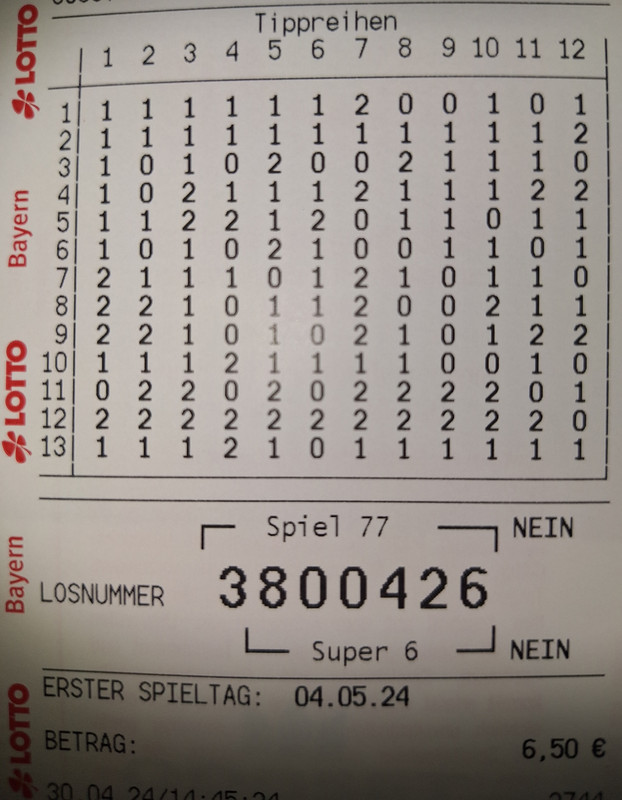 Tippreihen
1 2 3 4 5 6 7 8 9 10 11 12
1 1 1 1 1 1 1 2 0 0 1 0 1
2 1 1 1 1 1 1 1 1 1 1 1 2
3 1 0 1 0 2 0 0 2 1 1 1 0
4 1 0 2 1 1 1 2 1 1 1 2 2
5 1 1 2 2 1 2 0 1 1 0 1 1
6 1 0 1 0 2 1 0 0 1 1 0 1
7 2 1 1 1 0 1 2 1 0 1 1 0
8 2 2 1 0 1 1 2 0 0 2 1 1
9 2 2 1 0 1 0 2 1 0 1 2 2
10 1 1 1 2 1 1 1 1 0 0 1 0
11 0 2 2 0 2 0 2 2 2 2 0 1
12 2 2 2 2 2 2 2 2 2 2 2 0
13 1 1 1 2 1 0 1 1 1 1 1 1
Spiel 77 NEIN
LOSNUMMER 3800426
Super 6 NEIN
ERSTER SPIELTAG: 04.05.24
BETRAG: 6,50 €
30.04.24/14:45:24
LOTTO
Bayern
LOTTO
Bayern
LOTTO